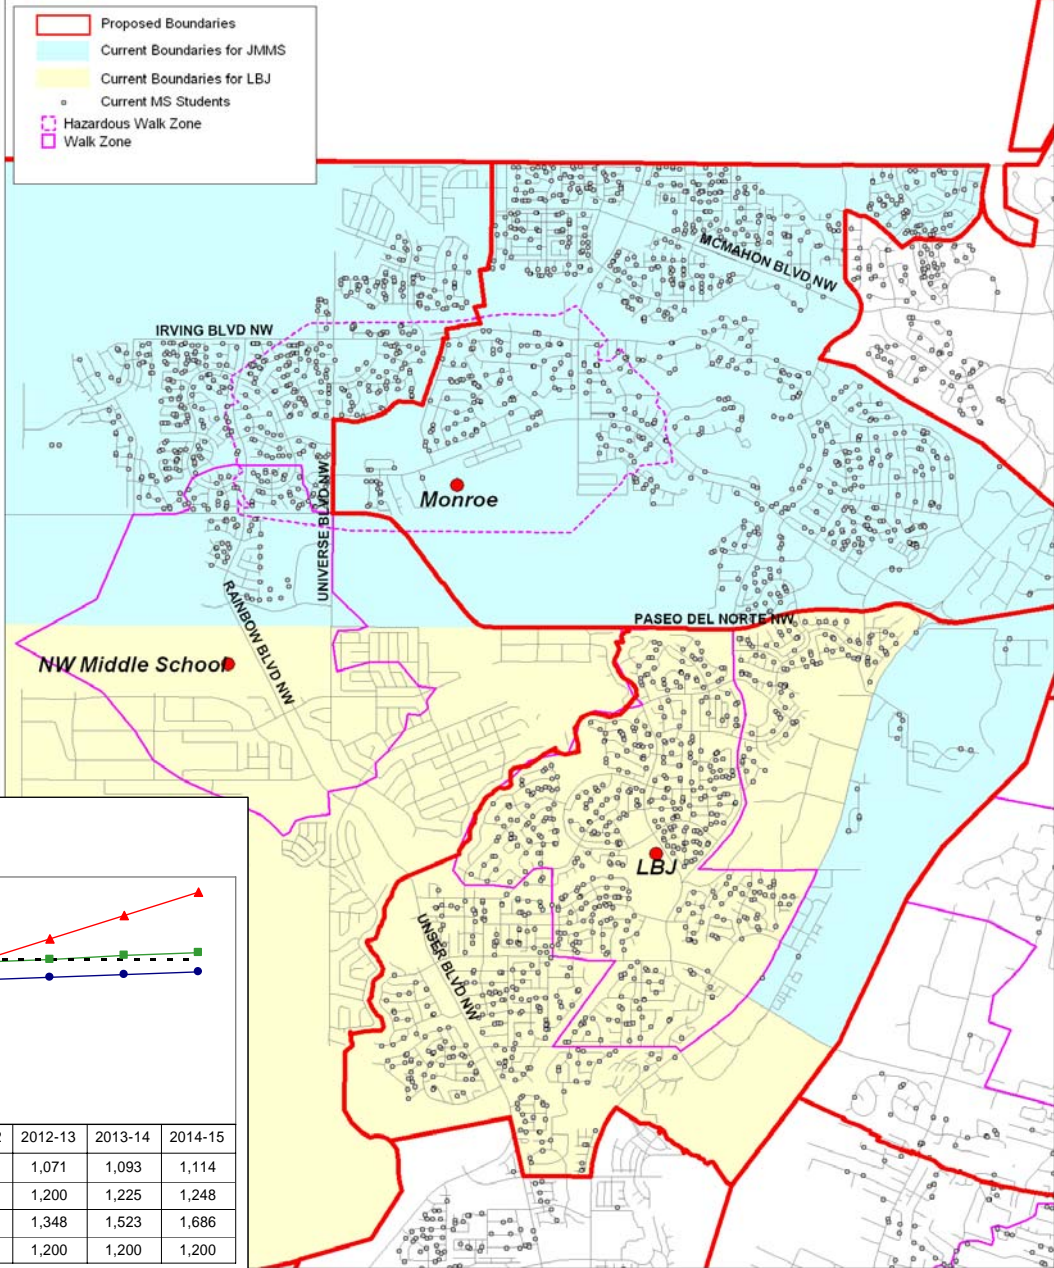 Proposed Boundaries
Current Boundaries for JMMS
Current Boundaries for LBJ
Current MS Students
Hazardous Walk Zone
Walk Zone
MCMAHON BLVD NW
IRVING BLVD NW
UNIVERSE BLVD NW
Monroe
RAINBOW BLVD NW
PASEO DEL NORTE NW
NW Middle School
LBJ
UNSER BLVD NW
2 2012-13 2013-14 2014-15
1,071 1,093 1,114
1,200 1,225 1,248
1,348 1,523 1,686
1,200 1,200 1,200